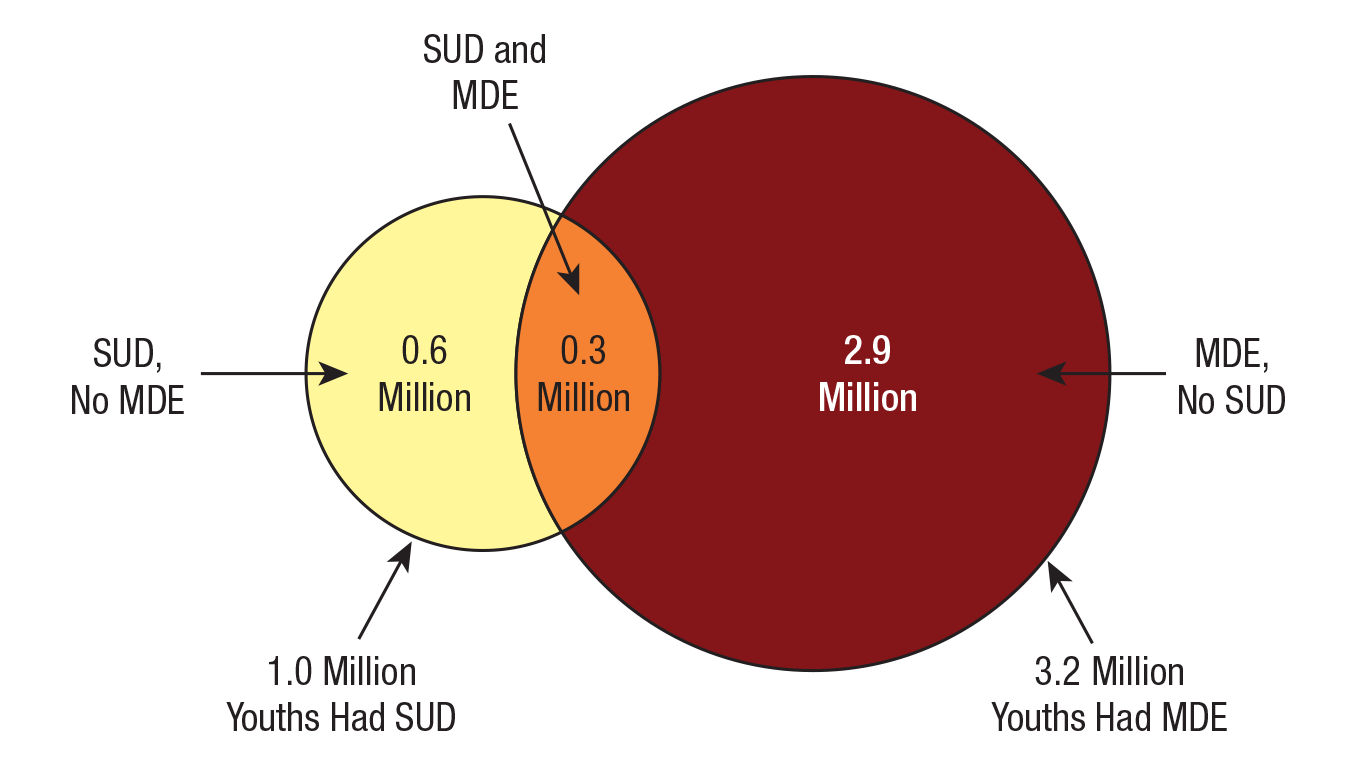 SUD and
MDE
SUD,
No MDE
0.6
Million
0.3
Million
2.9
Million
MDE,
No SUD
1.0 Million
Youths Had SUD
3.2 Million
Youths Had MDE